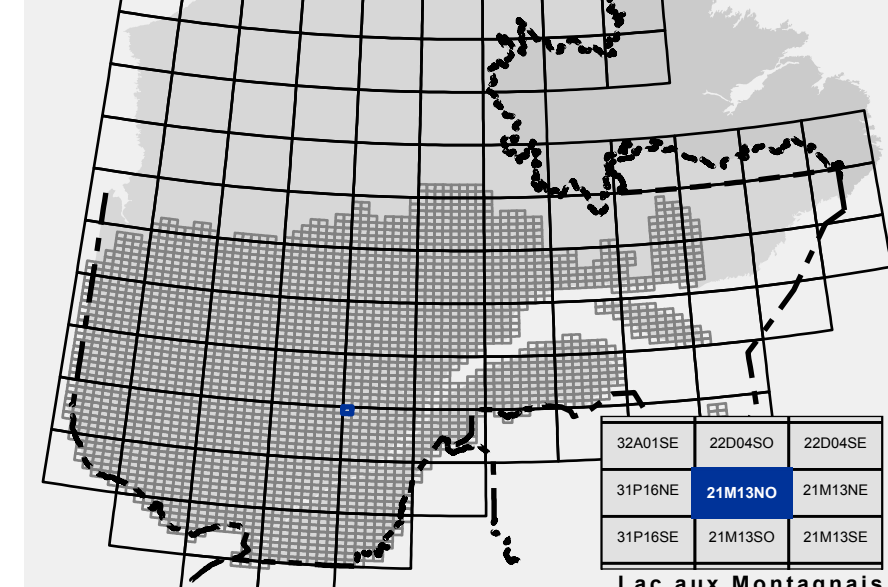 32A01SE 22D04SO 22D04SE
31P16NE 21M13NO 21M13NE
31P16SE 21M13SO 21M13SE
Lac aux Montagnais